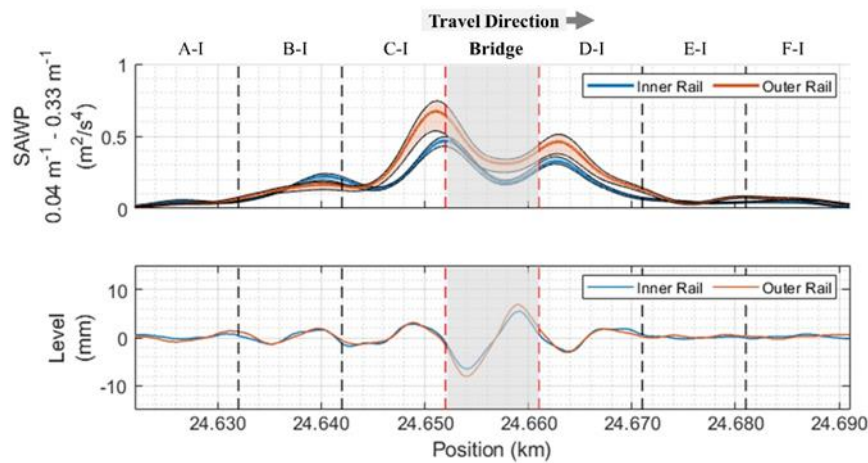 Travel Direction
A-I B-I C-I Bridge D-I E-I F-I
SAWP
0.04 m⁻¹ - 0.33 m⁻¹
(m²/s⁴)
1
0.5
0
Inner Rail Outer Rail
Level
(mm)
10
0
-10
Inner Rail Outer Rail
24.630 24.640 24.650 24.660 24.670 24.680 24.690
Position (km)